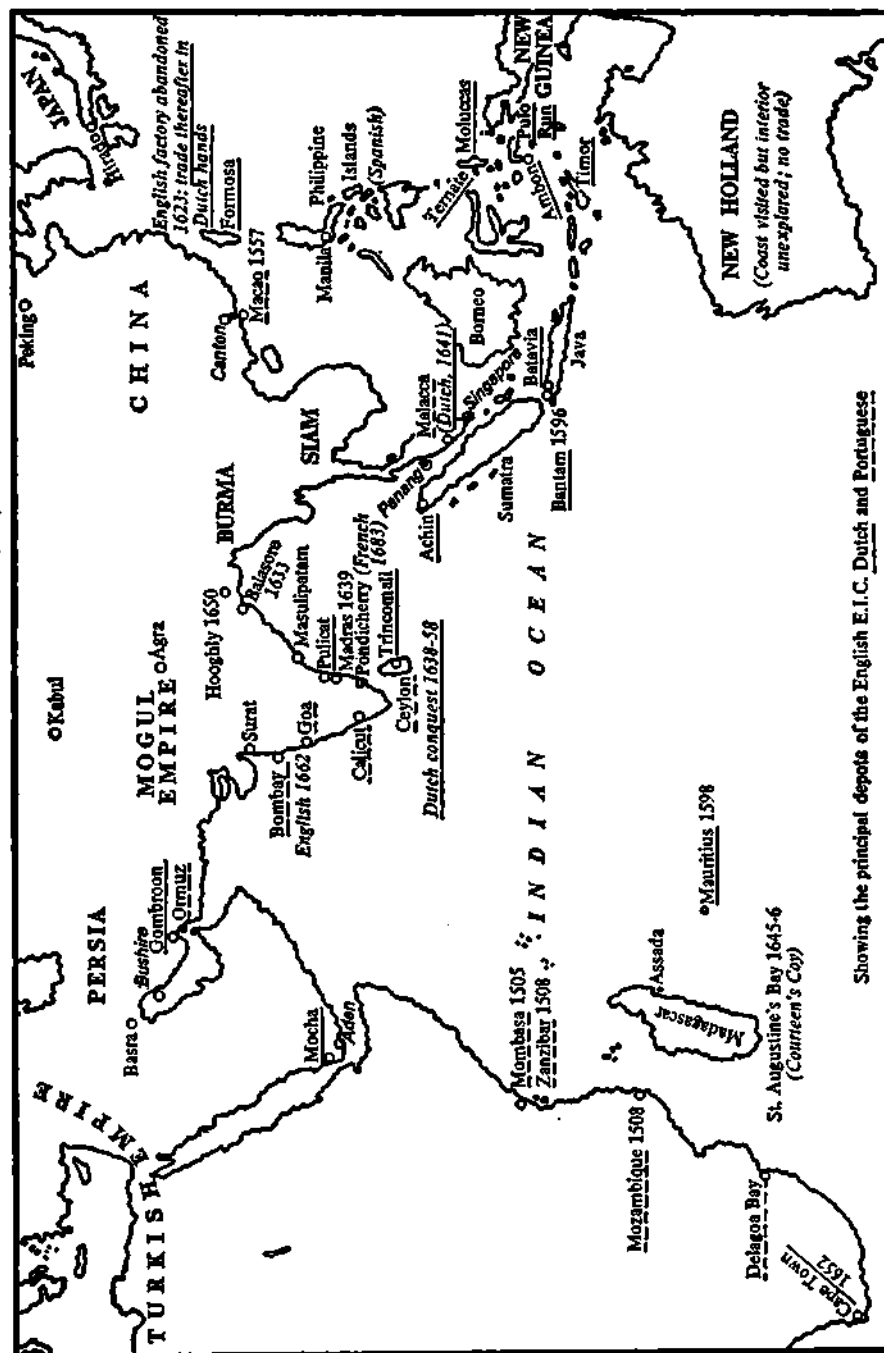 TURKISH EMPIRE
PERSIA
MOGUL
EMPIRE
Kabul
Agra
CHINA
Peking
JAPAN
Hirado
English factory abandoned
1623: trade thereafter in
Dutch hands
Formosa
Basra
Bushire
Gombroon
Ormuz
Surat
Hooghly 1650
Balasore
1633
BURMA
SIAM
Canton
Macao 1557
Philippine
Islands
(Spanish)
Manila
Mocha
Aden
Bombay
English 1662
Goa
Calicut
Masulipatam
Pulicat
Madras 1639
Pondicherry (French
1683)
Trincomali
Ceylon
Dutch conquest 1638-58
Malacca
(Dutch, 1641)
Penang
Singapore
Achin
Sumatra
Borneo
Ternate
Moluccas
NEW
GUINEA
Pulo
Run
Ambon
Timor
Batavia
Java
Bantam 1596
INDIAN OCEAN
Mombasa 1505
Zanzibar 1508
Mozambique 1508
Madagascar
Assada
Mauritius 1598
St. Augustine's Bay 1645-6
(Courteen's Coy)
Delagoa Bay
Cape Town
1652
NEW HOLLAND
(Coast visited but interior
unexplored; no trade)
Showing the principal depots of the English E.I.C. Dutch and Portuguese